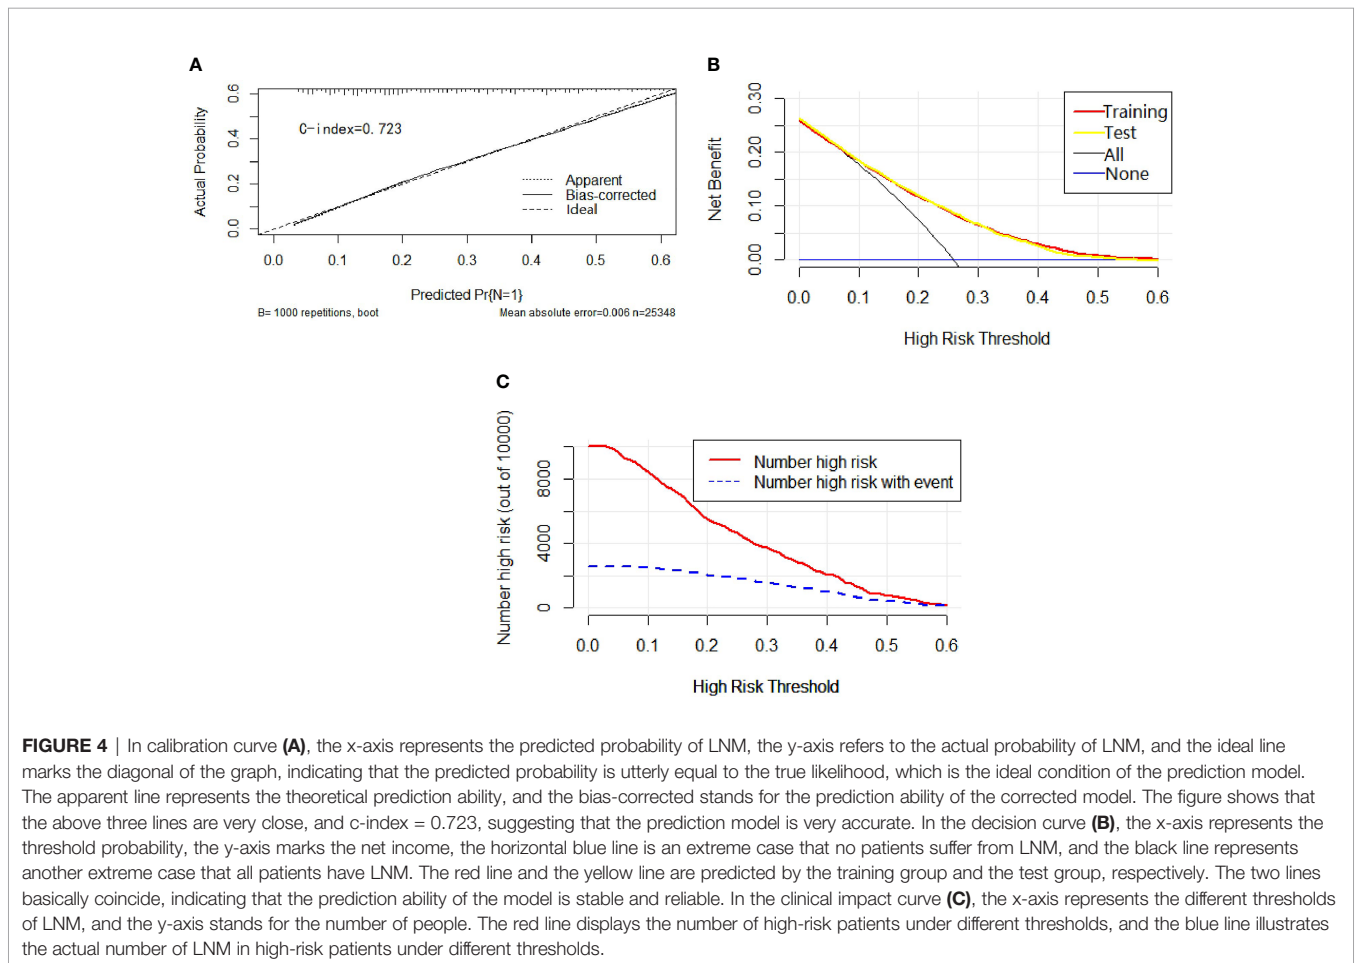 A
Actual Probability
0.6
0.4
0.2
0.0
C-index=0.723
Apparent
Bias-corrected
Ideal
0.0 0.1 0.2 0.3 0.4 0.5 0.6
Predicted Pr{N=1}
B= 1000 repetitions, boot
Mean absolute error=0.006 n=25348
B
Net Benefit
0.30
0.20
0.10
0.00
Training
Test
All
None
0.0 0.1 0.2 0.3 0.4 0.5 0.6
High Risk Threshold
C
Number high risk (out of 10000)
8000
4000
0
Number high risk
Number high risk with event
0.0 0.1 0.2 0.3 0.4 0.5 0.6
High Risk Threshold
FIGURE 4 | In calibration curve (A), the x-axis represents the predicted probability of LNM, the y-axis refers to the actual probability of LNM, and the ideal line
marks the diagonal of the graph, indicating that the predicted probability is utterly equal to the true likelihood, which is the ideal condition of the prediction model.
The apparent line represents the theoretical prediction ability, and the bias-corrected stands for the prediction ability of the corrected model. The figure shows that
the above three lines are very close, and c-index = 0.723, suggesting that the prediction model is very accurate. In the decision curve (B), the x-axis represents the
threshold probability, the y-axis marks the net income, the horizontal blue line is an extreme case that no patients suffer from LNM, and the black line represents
another extreme case that all patients have LNM. The red line and the yellow line are predicted by the training group and the test group, respectively. The two lines
basically coincide, indicating that the prediction ability of the model is stable and reliable. In the clinical impact curve (C), the x-axis represents the different thresholds
of LNM, and the y-axis stands for the number of people. The red line displays the number of high-risk patients under different thresholds, and the blue line illustrates
the actual number of LNM in high-risk patients under different thresholds.